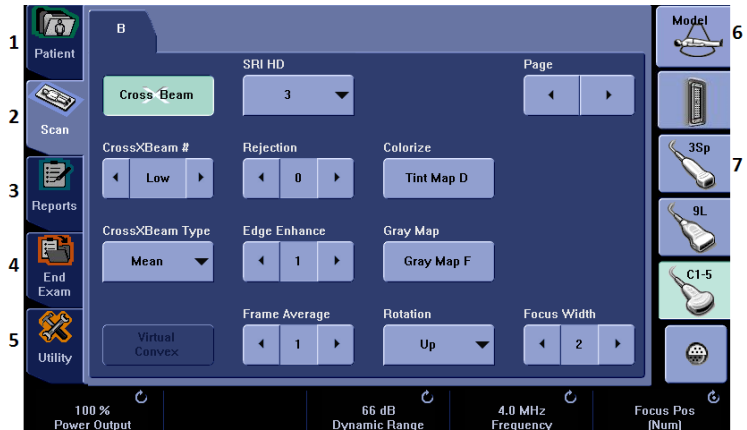 B
Model
1
6
Patient
SRI HD
Page
Cross Beam
3
2
Scan
3Sp
7
CrossXBeam #
Rejection
Colorize
Low
0
Tint Map D
3
Reports
9L
CrossXBeam Type
Edge Enhance
Gray Map
Mean
1
Gray Map F
4
End
Exam
C1-5
Frame Average
Rotation
Focus Width
5
Utility
Virtual
Convex
1
Up
2
100 %
Power Output
66 dB
Dynamic Range
4.0 MHz
Frequency
Focus Pos
[Num]